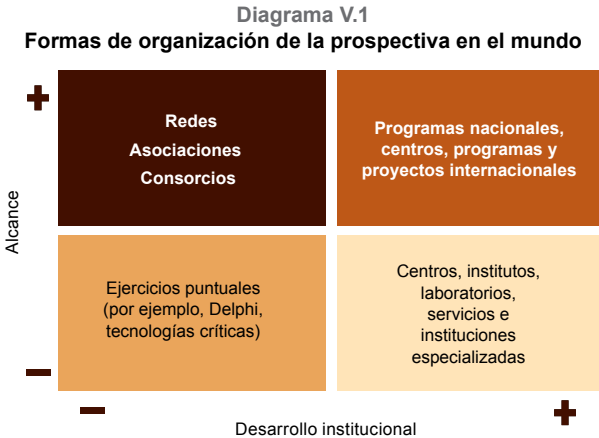 Diagrama V.1
Formas de organización de la prospectiva en el mundo
Redes
Asociaciones
Consorcios
Programas nacionales,
centros, programas y
proyectos internacionales
Alcance
Ejercicios puntuales
(por ejemplo, Delphi,
tecnologías críticas)
Centros, institutos,
laboratorios,
servicios e
instituciones
especializadas
Desarrollo institucional